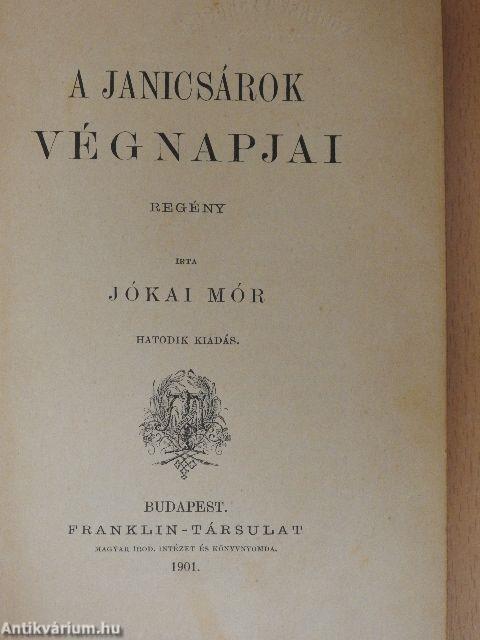 A JANICSÁROK
VÉGNAPJAI
REGÉNY
IRTA
JÓKAI MÓR
HATODIK KIADÁS.
BUDAPEST.
FRANKLIN-TÁRSULAT
MAGYAR IROD. INTÉZET ÉS KÖNYVNYOMDA.
1901.
Antikvárium.hu